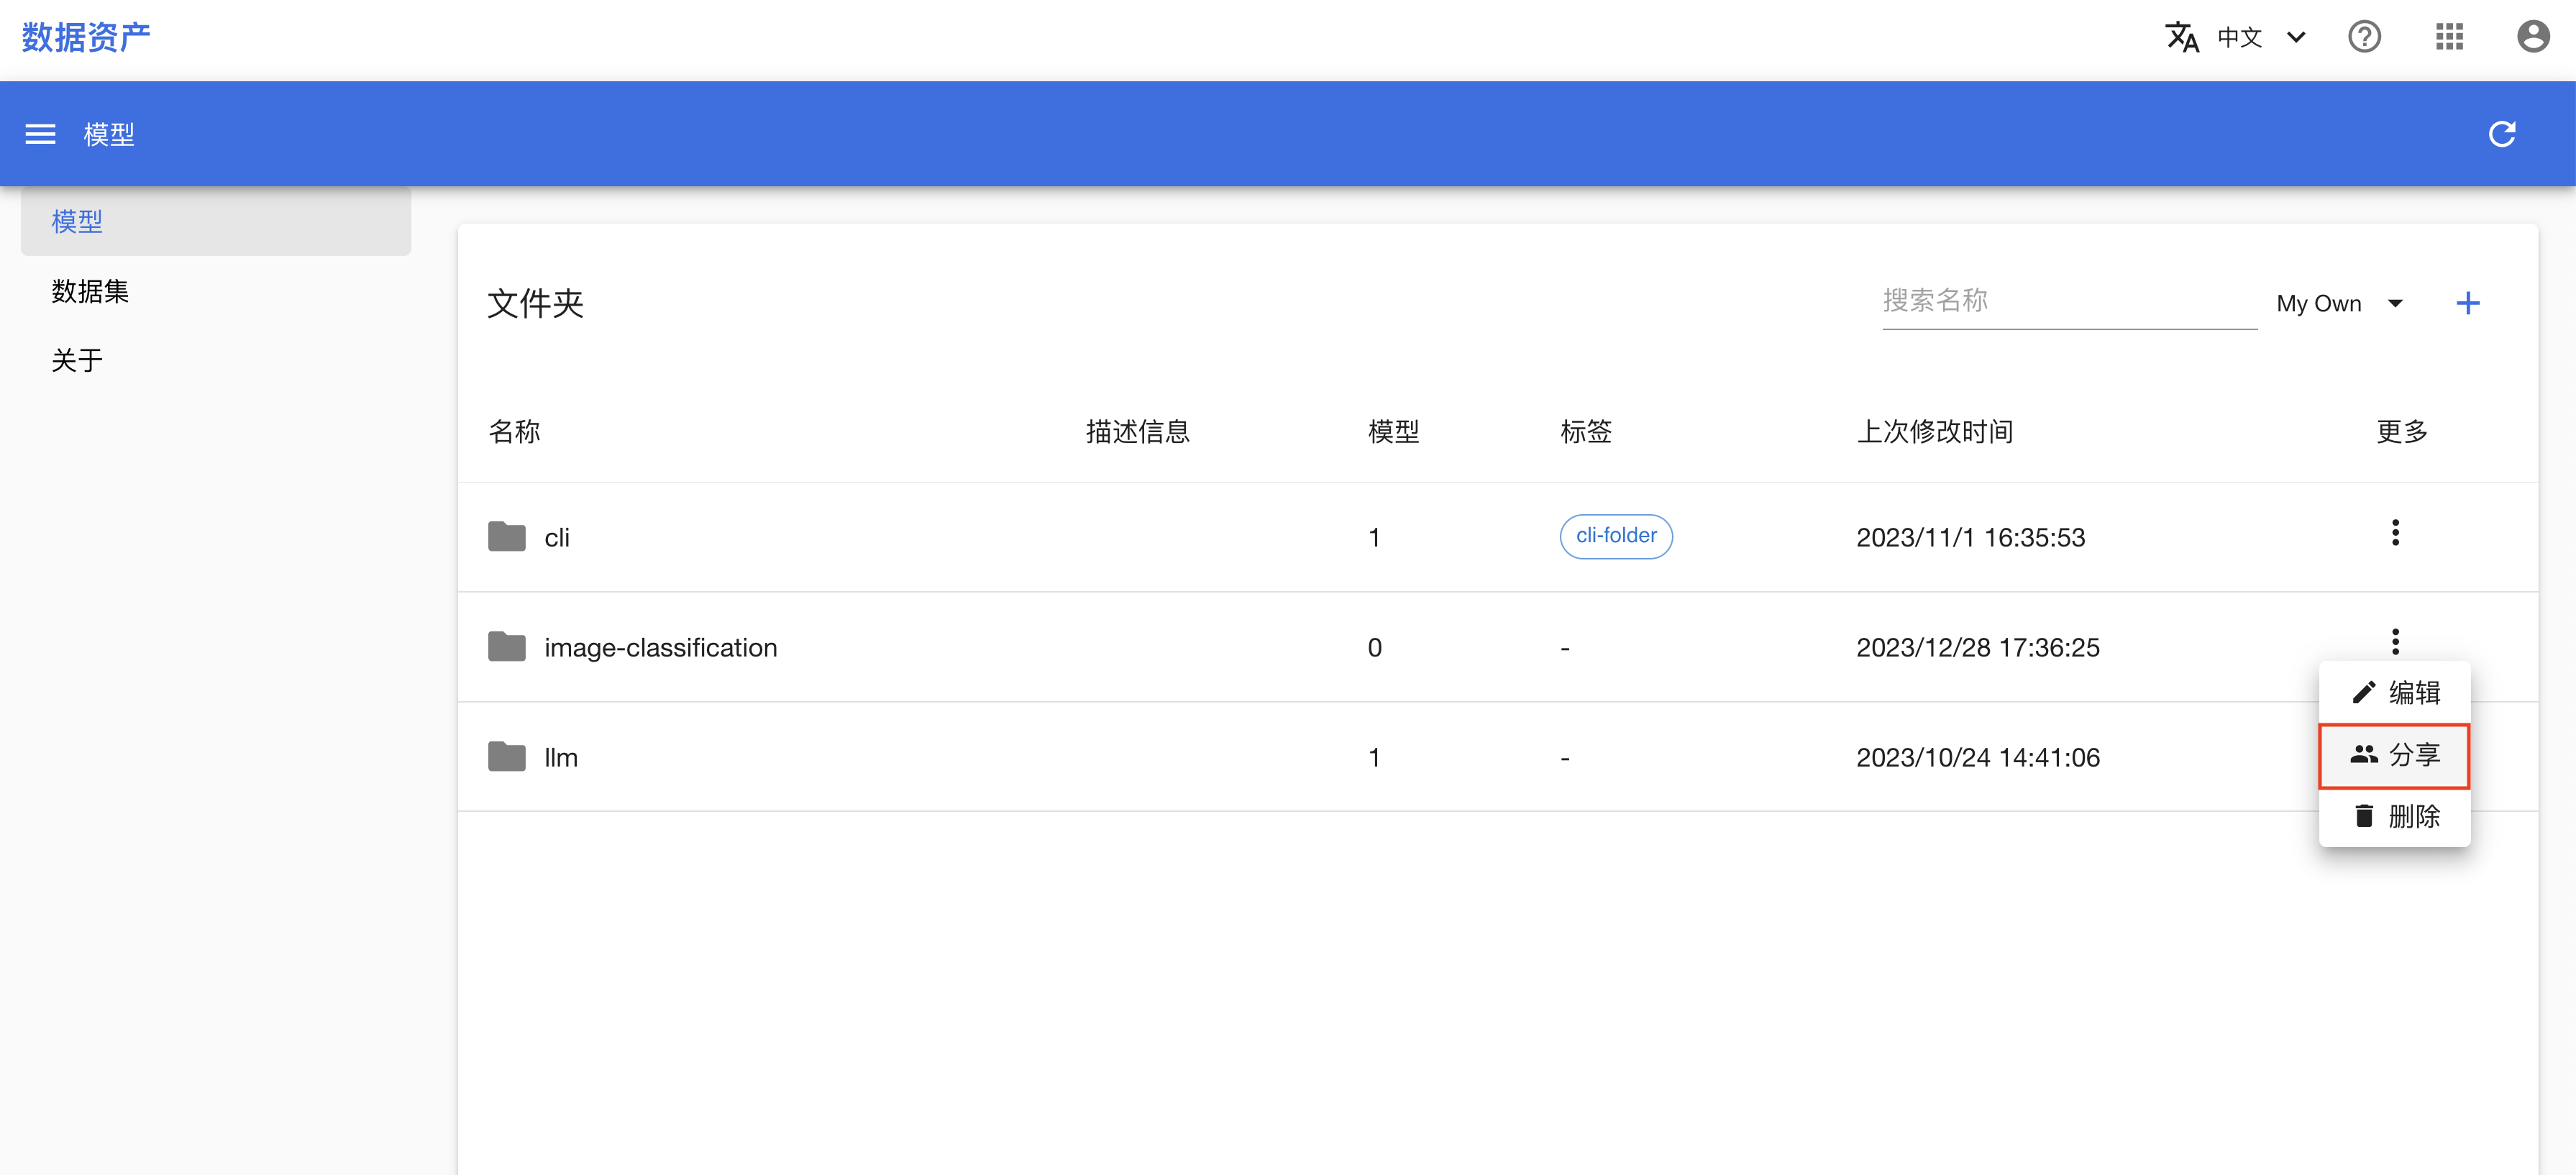 数据资产
中文
模型
模型
数据集
关于
文件夹
搜索名称
My Own
名称 描述信息 模型 标签 上次修改时间 更多
cli 1 cli-folder 2023/11/1 16:35:53
image-classification 0 - 2023/12/28 17:36:25
llm 1 - 2023/10/24 14:41:06
编辑
分享
删除